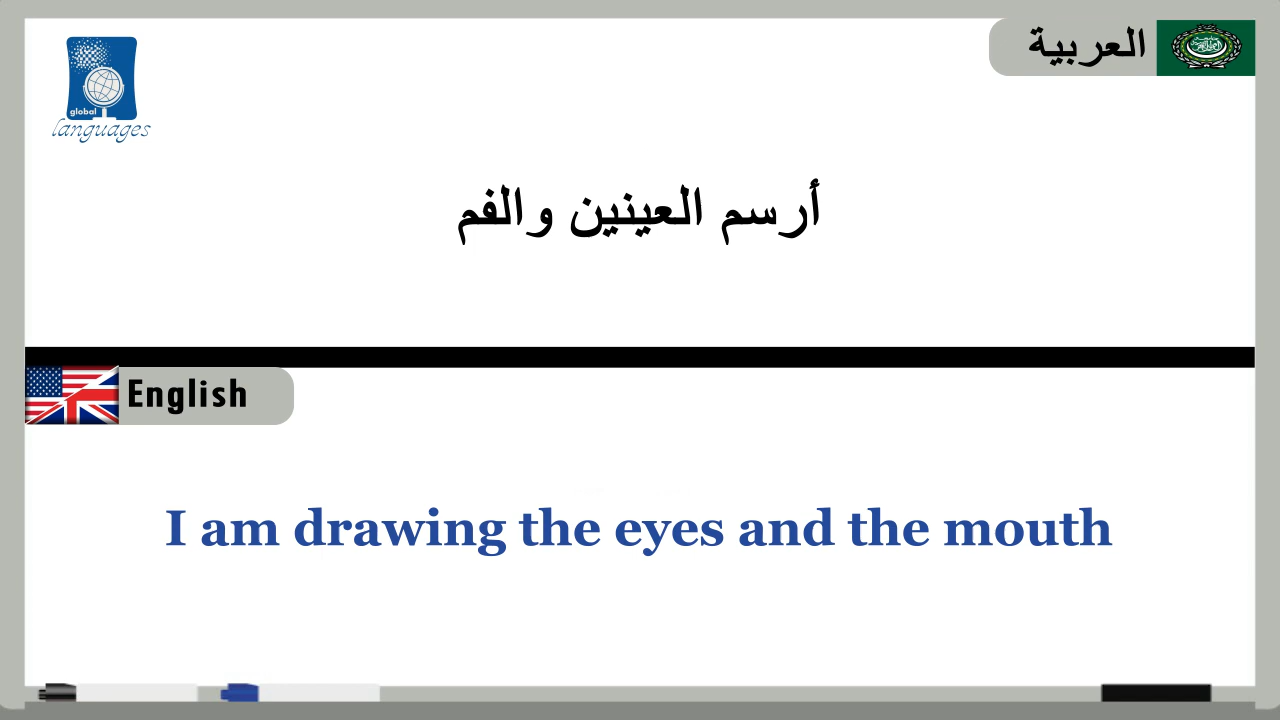 العربية
global
languages
أرسم العينين والفم
English
I am drawing the eyes and the mouth